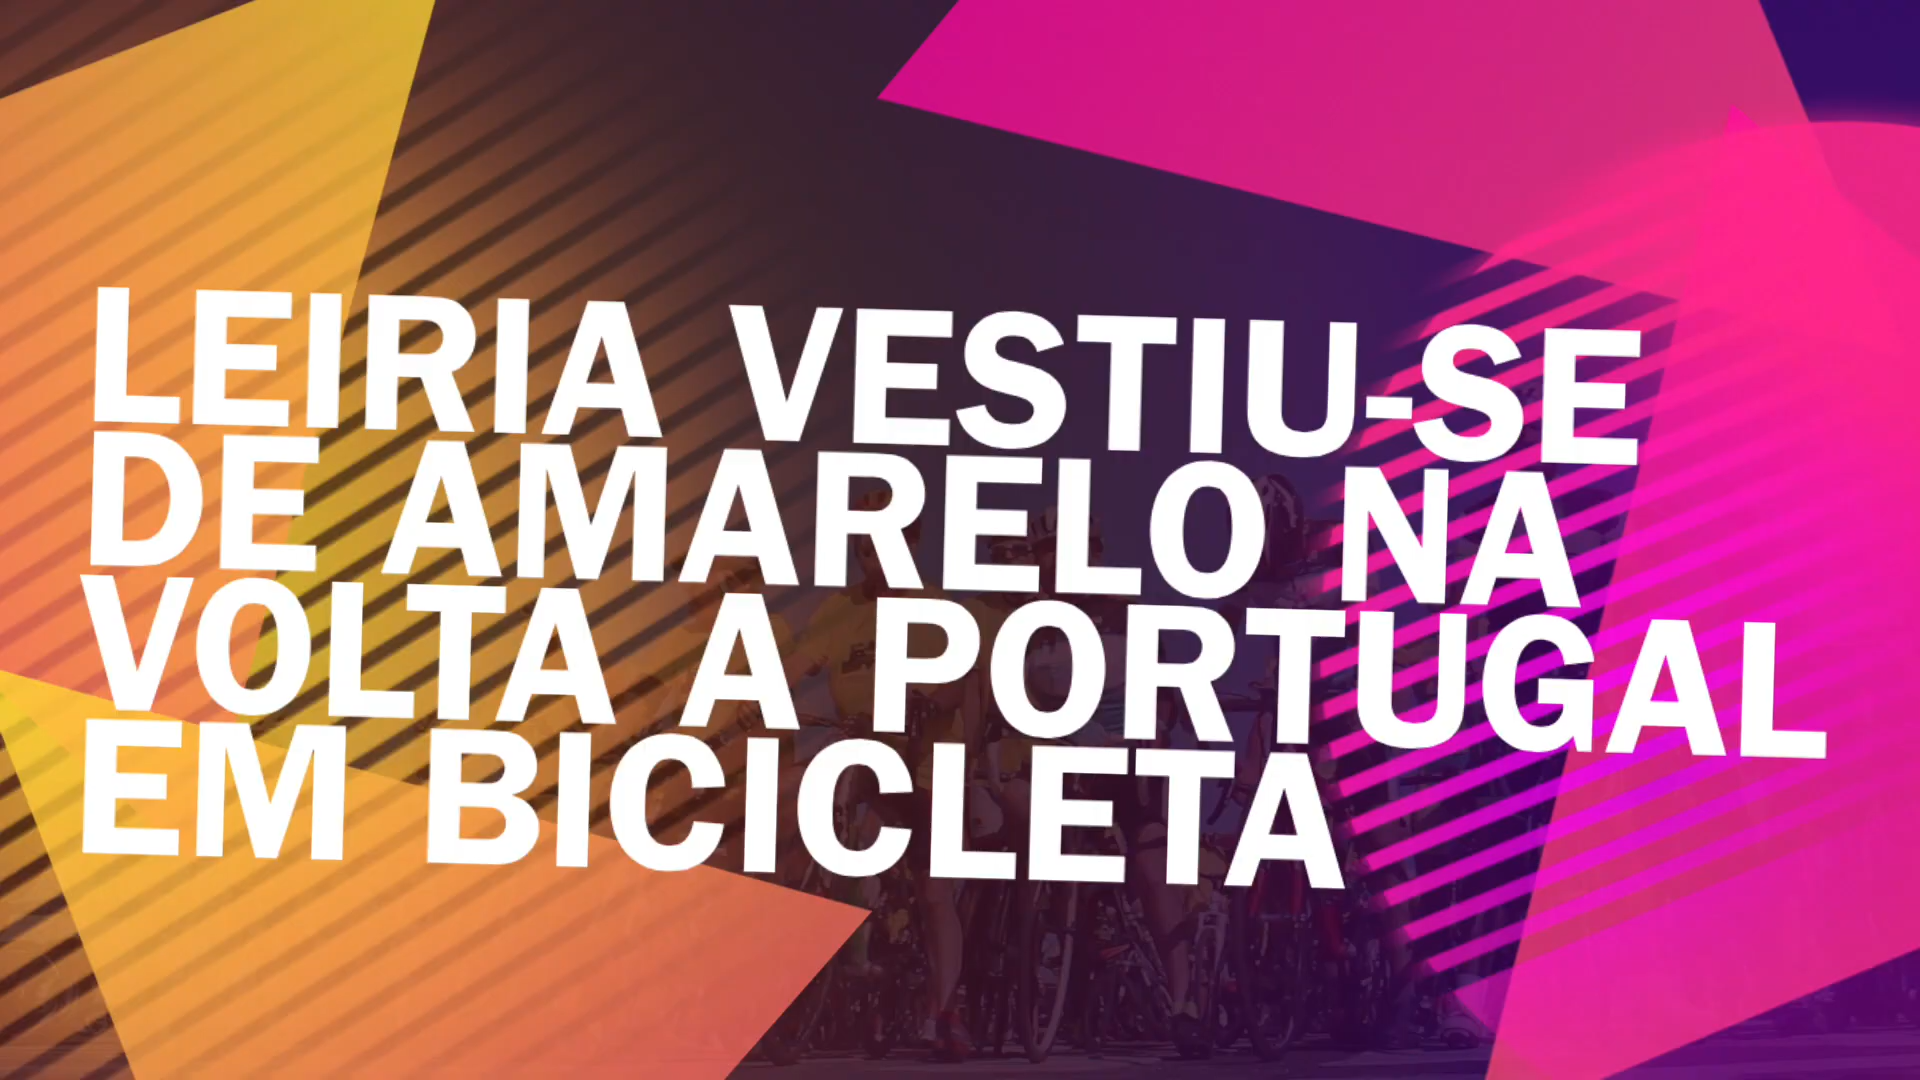 LEIRIA VESTIU-SE
DE AMARELO NA
VOLTA A PORTUGAL
EM BICICLETA